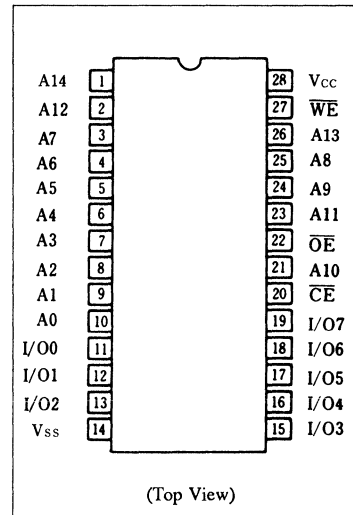 A14 1 28 Vcc
A12 2 27 WE
A7 3 26 A13
A6 4 25 A8
A5 5 24 A9
A4 6 23 A11
A3 7 22 OE
A2 8 21 A10
A1 9 20 CE
A0 10 19 I/O7
I/O0 11 18 I/O6
I/O1 12 17 I/O5
I/O2 13 16 I/O4
Vss 14 15 I/O3
(Top View)